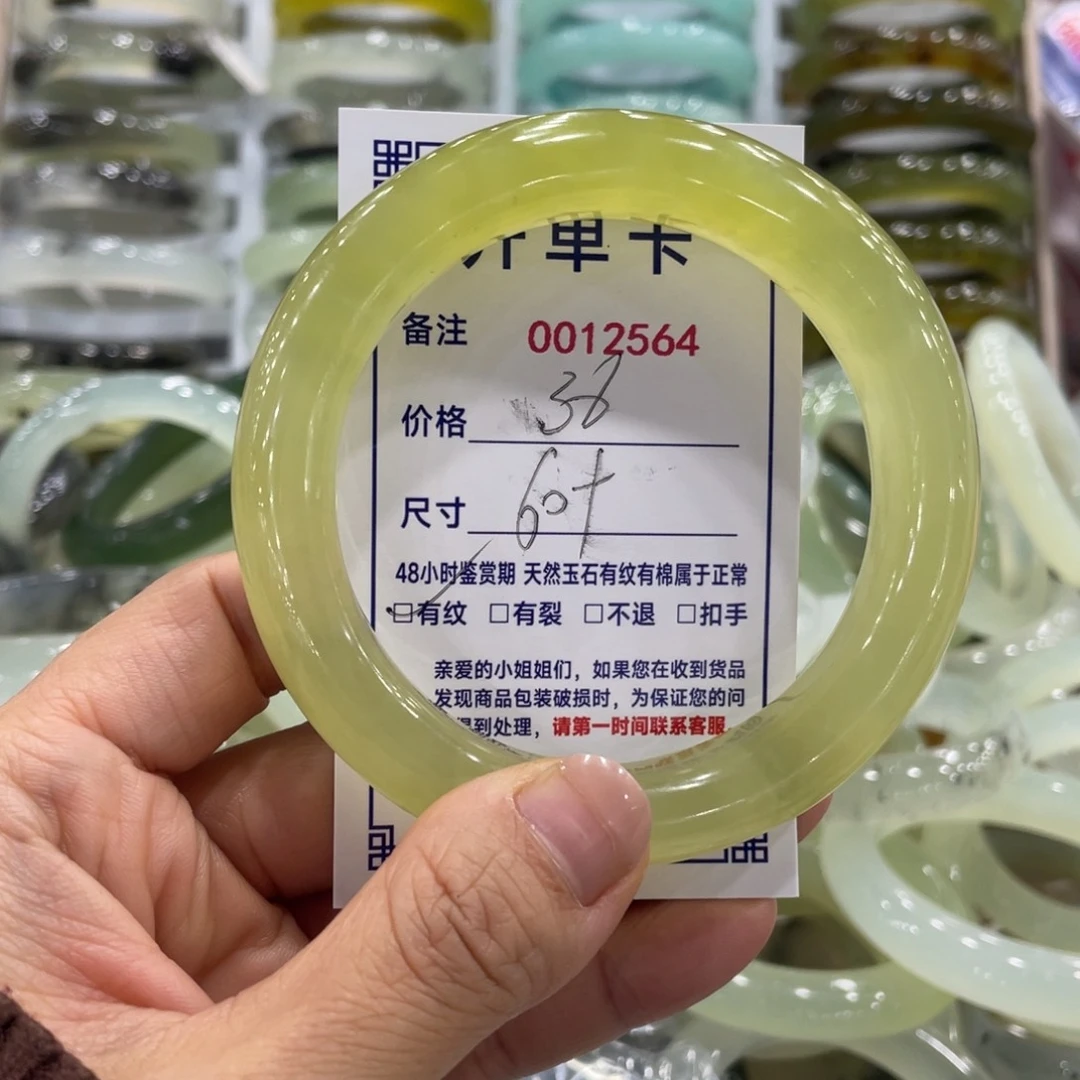 开单卡
备注 0012564
价格 38
尺寸 60+
48小时鉴赏期 天然玉石有纹有棉属于正常
☐有纹 ☐有裂 ☐不退 ☐扣手
亲爱的小姐姐们，如果您在收到货品
发现商品包装破损时，为保证您的问
得到处理，请第一时间联系客服